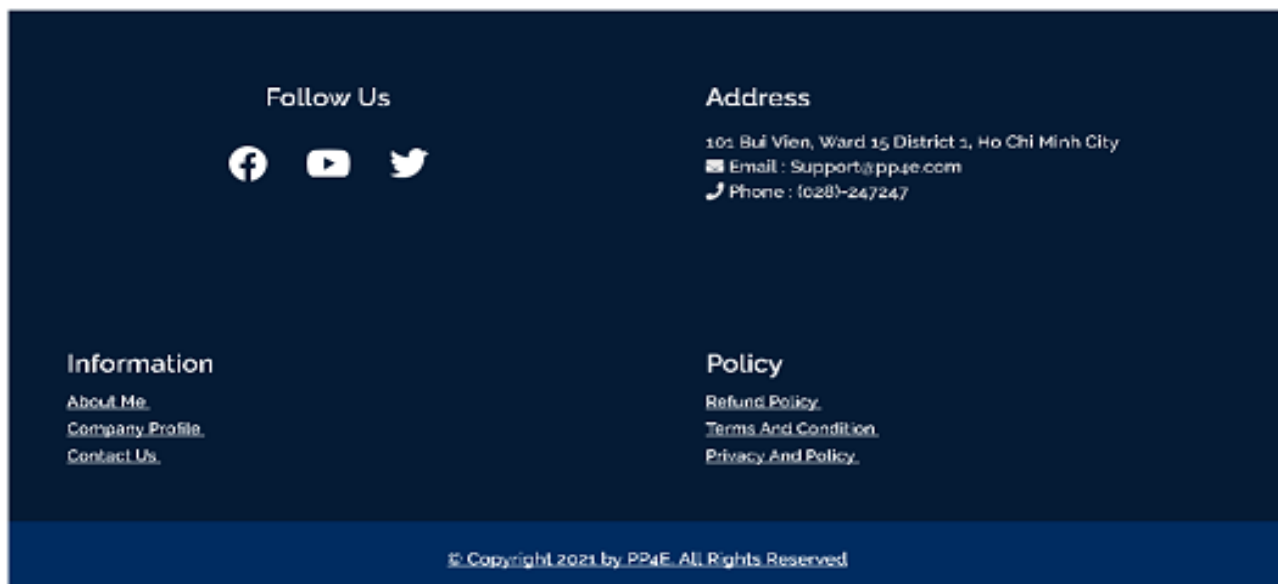 Follow Us
Address
101 Bui Vien, Ward 15 District 1, Ho Chi Minh City
Email : Support@pp4e.com
Phone : (028)-247247
Information
About Me
Company Profile
Contact Us
Policy
Refund Policy
Terms And Condition
Privacy And Policy
© Copyright 2021 by PP4E. All Rights Reserved